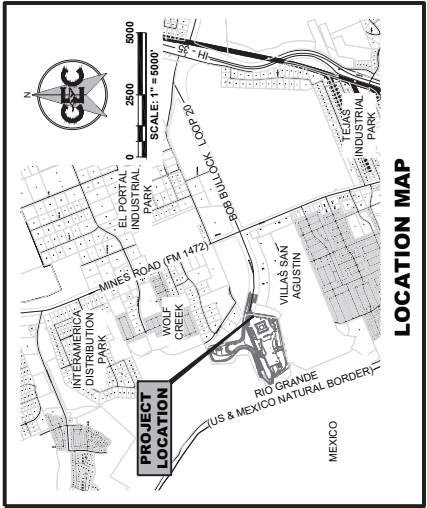 N
CEC
0 2500 5000
SCALE: 1" = 5000'
IH - 35
EL PORTAL
INDUSTRIAL
PARK
BOB BULLOCK LOOP 20
TEJAS
INDUSTRIAL
PARK
MINES ROAD (FM 1472)
INTERAMERICA
DISTRIBUTION
PARK
WOLF
CREEK
VILLAS SAN
AGUSTIN
PROJECT
LOCATION
RIO GRANDE
(US & MEXICO NATURAL BORDER)
MEXICO
LOCATION MAP